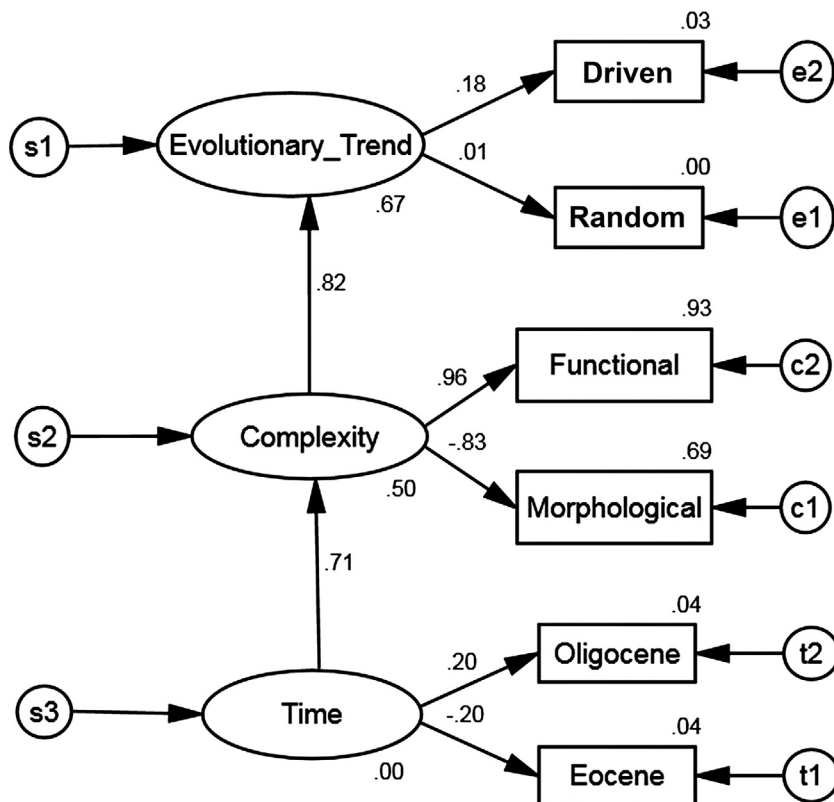 .03
Driven
e2
.18
s1
Evolutionary_Trend
.01
.00
.67
Random
e1
.82
.93
Functional
c2
.96
s2
Complexity
-.83
.69
.50
Morphological
c1
.71
.04
Oligocene
t2
.20
s3
Time
-.20
.04
.00
Eocene
t1